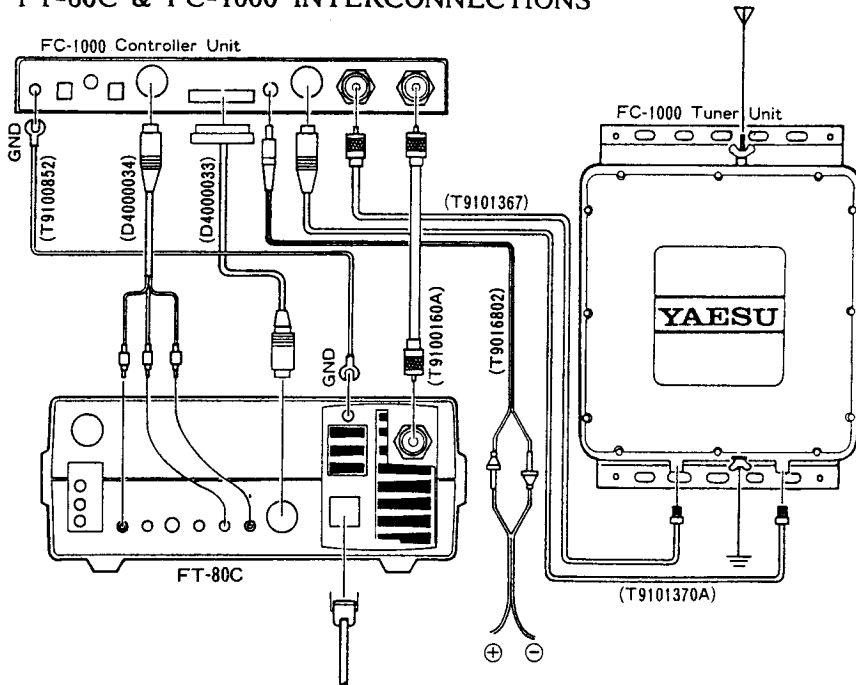 FT-80C & FC-1000 INTERCONNECTIONS
FC-1000 Controller Unit
FC-1000 Tuner Unit
GND
(T9100852)
(D4000034)
(D4000033)
(T9101367)
(T9100160A)
(T9016802)
GND
YAESU
FT-80C
(T9101370A)
⊕ ⊖